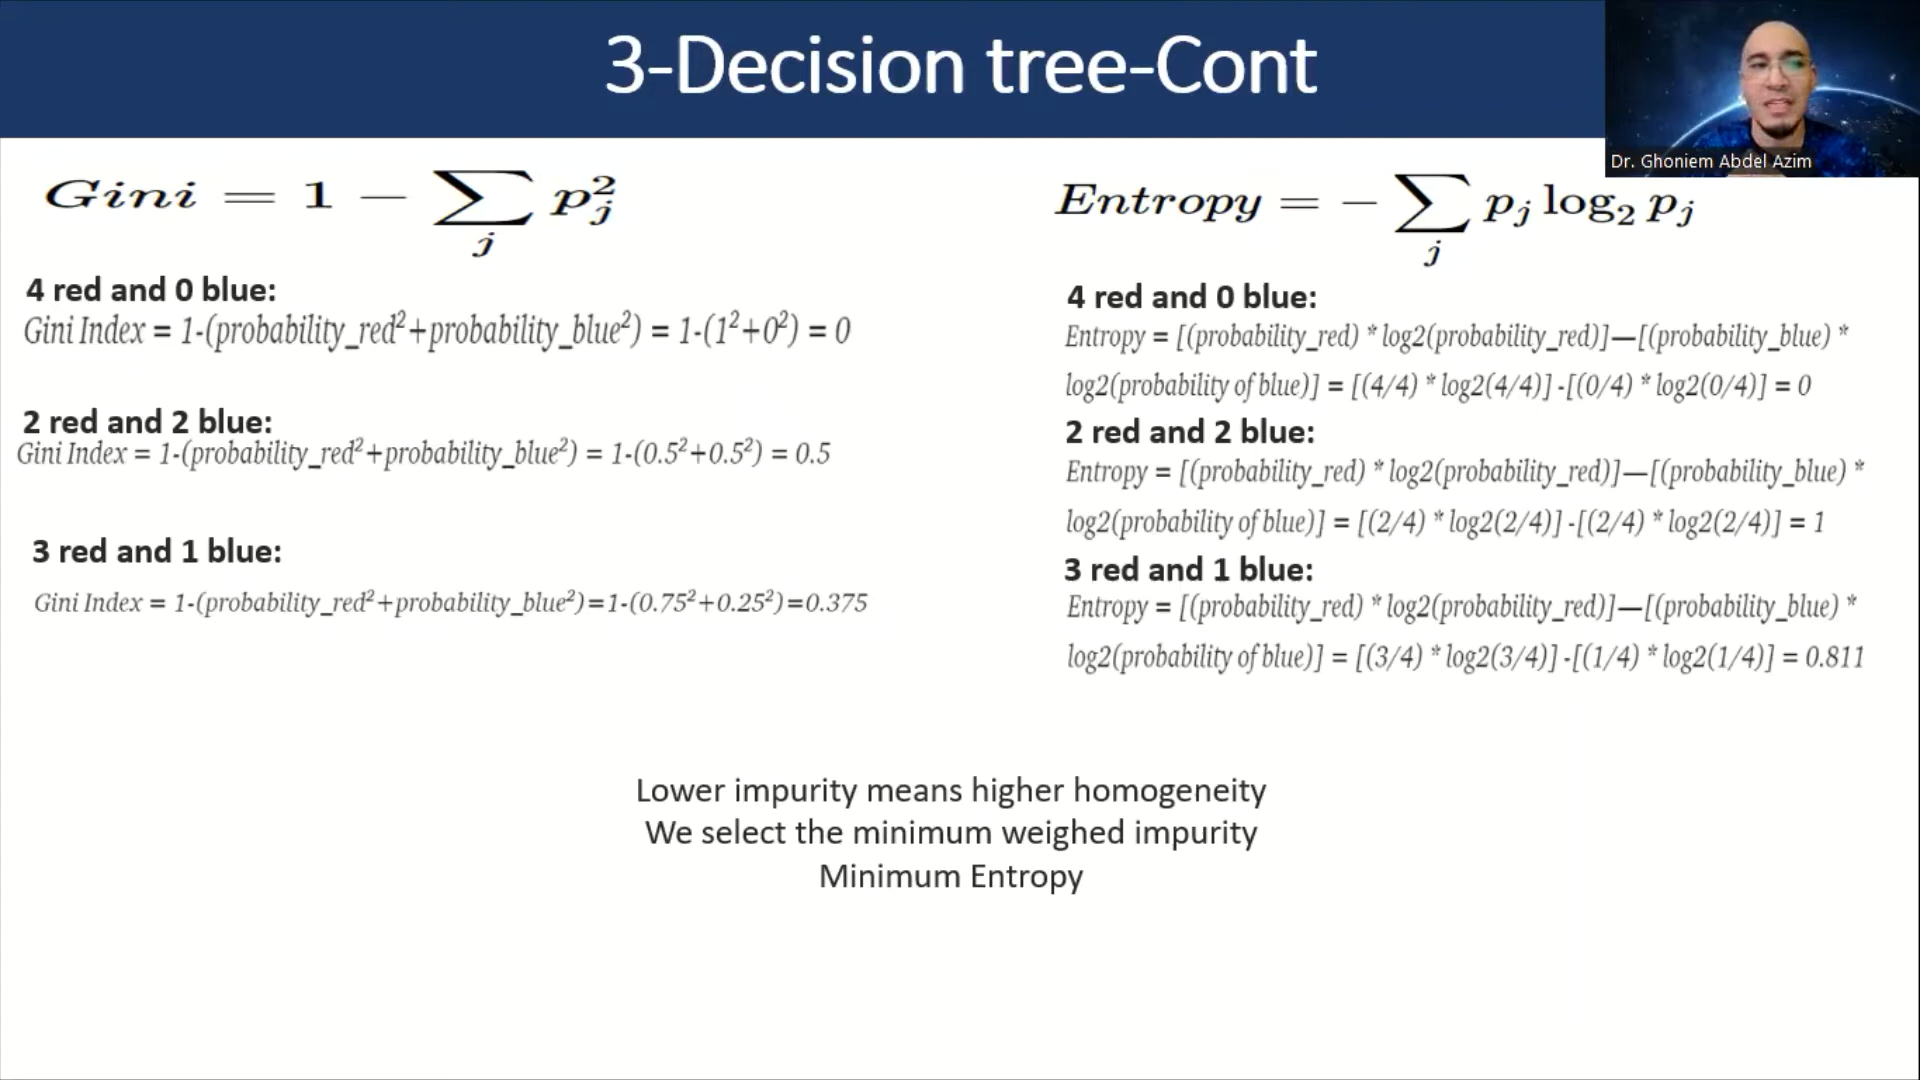 3-Decision tree-Cont
Dr. Ghoniem Abdel Azim
Gini = 1 − ∑ⱼ pⱼ²
4 red and 0 blue:
Gini Index = 1-(probability_red²+probability_blue²) = 1-(1²+0²) = 0
2 red and 2 blue:
Gini Index = 1-(probability_red²+probability_blue²) = 1-(0.5²+0.5²) = 0.5
3 red and 1 blue:
Gini Index = 1-(probability_red²+probability_blue²)=1-(0.75²+0.25²)=0.375
Entropy = − ∑ⱼ pⱼ log₂ pⱼ
4 red and 0 blue:
Entropy = [(probability_red) * log2(probability_red)]—[(probability_blue) *
log2(probability of blue)] = [(4/4) * log2(4/4)] -[(0/4) * log2(0/4)] = 0
2 red and 2 blue:
Entropy = [(probability_red) * log2(probability_red)]—[(probability_blue) *
log2(probability of blue)] = [(2/4) * log2(2/4)] -[(2/4) * log2(2/4)] = 1
3 red and 1 blue:
Entropy = [(probability_red) * log2(probability_red)]—[(probability_blue) *
log2(probability of blue)] = [(3/4) * log2(3/4)] -[(1/4) * log2(1/4)] = 0.811
Lower impurity means higher homogeneity
We select the minimum weighed impurity
Minimum Entropy